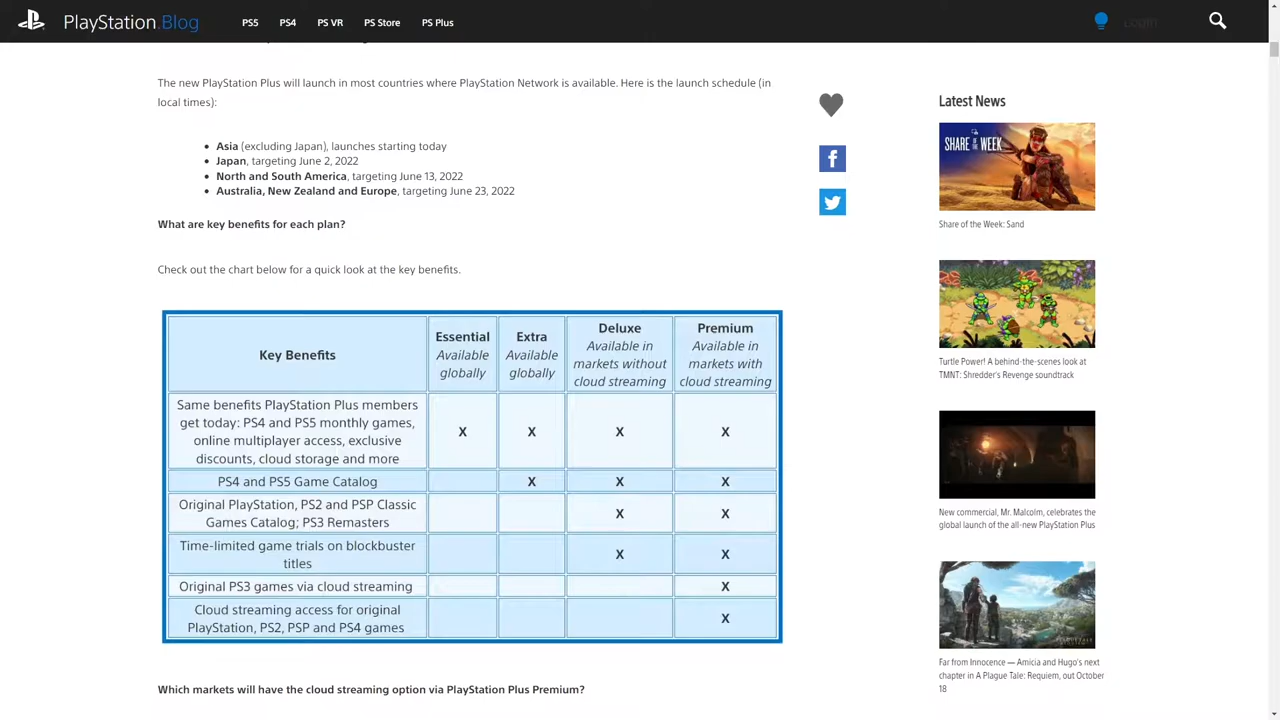 PlayStation.Blog
PS5
PS4
PS VR
PS Store
PS Plus
Login
The new PlayStation Plus will launch in most countries where PlayStation Network is available. Here is the launch schedule (in
local times):
• Asia (excluding Japan), launches starting today
• Japan, targeting June 2, 2022
• North and South America, targeting June 13, 2022
• Australia, New Zealand and Europe, targeting June 23, 2022
What are key benefits for each plan?
Check out the chart below for a quick look at the key benefits.
Key Benefits
Essential
Available
globally
Extra
Available
globally
Deluxe
Available in
markets without
cloud streaming
Premium
Available in
markets with
cloud streaming
Same benefits PlayStation Plus members
get today: PS4 and PS5 monthly games,
online multiplayer access, exclusive
discounts, cloud storage and more
X X X X
PS4 and PS5 Game Catalog
X X X
Original PlayStation, PS2 and PSP Classic
Games Catalog; PS3 Remasters
X X
Time-limited game trials on blockbuster
titles
X X
Original PS3 games via cloud streaming
X
Cloud streaming access for original
PlayStation, PS2, PSP and PS4 games
X
Which markets will have the cloud streaming option via PlayStation Plus Premium?
Latest News
SHARE OF
THE WEEK
Share of the Week: Sand
Turtle Power! A behind-the-scenes look at
TMNT: Shredder's Revenge soundtrack
New commercial, Mr. Malcolm, celebrates the
global launch of the all-new PlayStation Plus
Far from Innocence — Amicia and Hugo's next
chapter in A Plague Tale: Requiem, out October
18